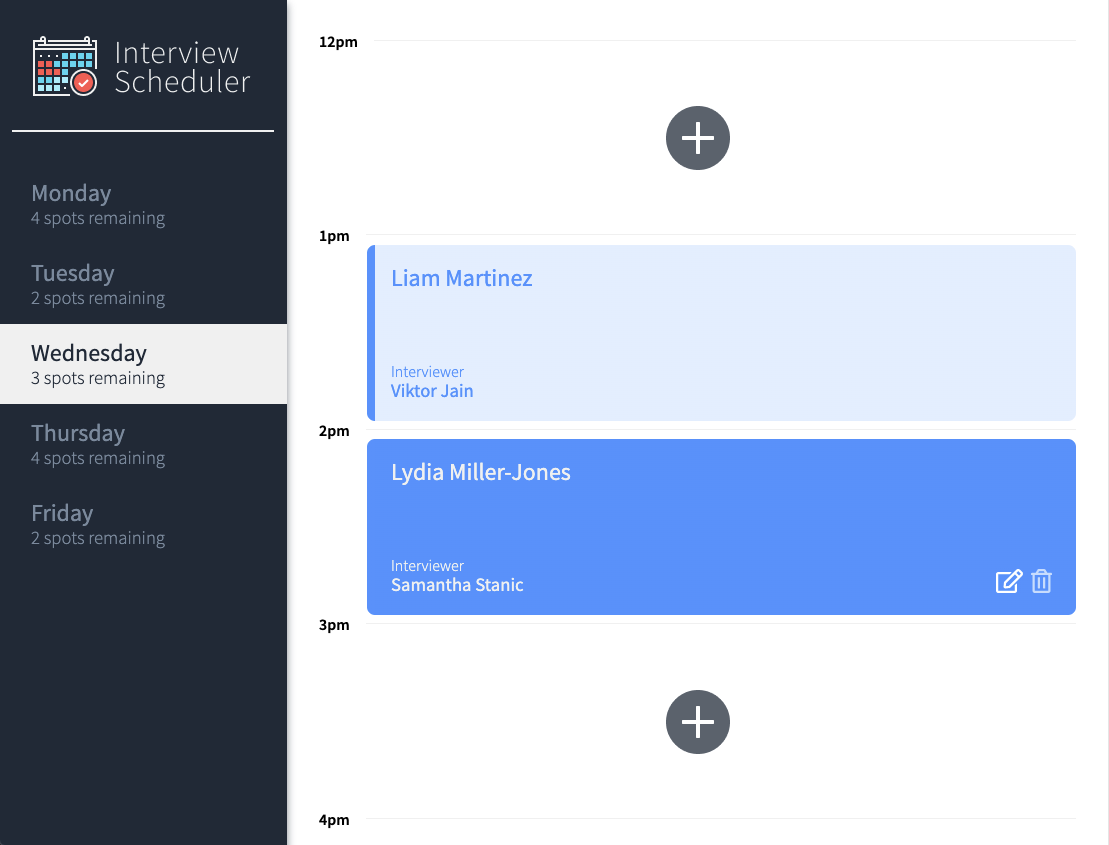 Interview
Scheduler
Monday
4 spots remaining
Tuesday
2 spots remaining
Wednesday
3 spots remaining
Thursday
4 spots remaining
Friday
2 spots remaining
12pm
1pm
Liam Martinez
Interviewer
Viktor Jain
2pm
Lydia Miller-Jones
Interviewer
Samantha Stanic
3pm
4pm